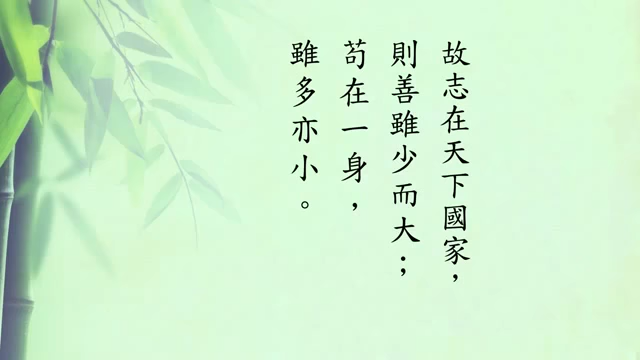 故志在天下國家，
則善雖少而大；
苟在一身，
雖多亦小。